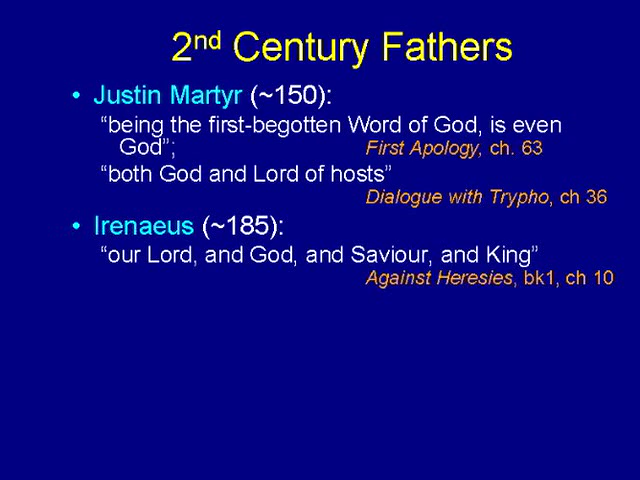 2nd Century Fathers
• Justin Martyr (~150):
“being the first-begotten Word of God, is even
God”; First Apology, ch. 63
“both God and Lord of hosts”
Dialogue with Trypho, ch 36
• Irenaeus (~185):
“our Lord, and God, and Saviour, and King”
Against Heresies, bk1, ch 10